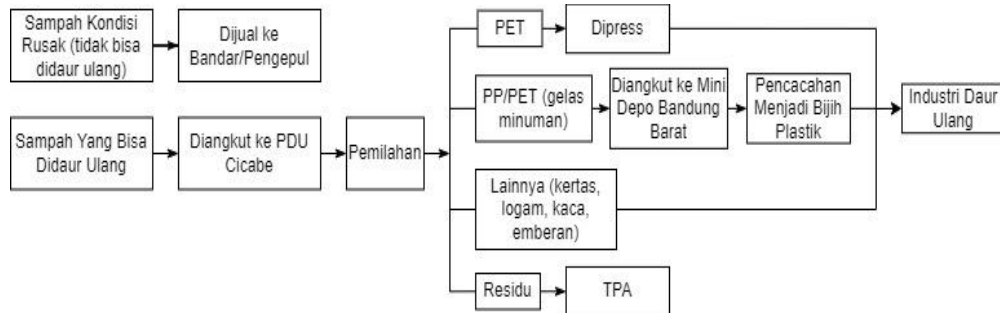 Sampah Kondisi
Rusak (tidak bisa
didaur ulang)
Dijual ke
Bandar/Pengepul
Sampah Yang Bisa
Didaur Ulang
Diangkut ke PDU
Cicabe
Pemilahan
PET
Dipress
PP/PET (gelas
minuman)
Diangkut ke Mini
Depo Bandung
Barat
Pencacahan
Menjadi Bijih
Plastik
Industri Daur
Ulang
Lainnya (kertas,
logam, kaca,
emberan)
Residu
TPA